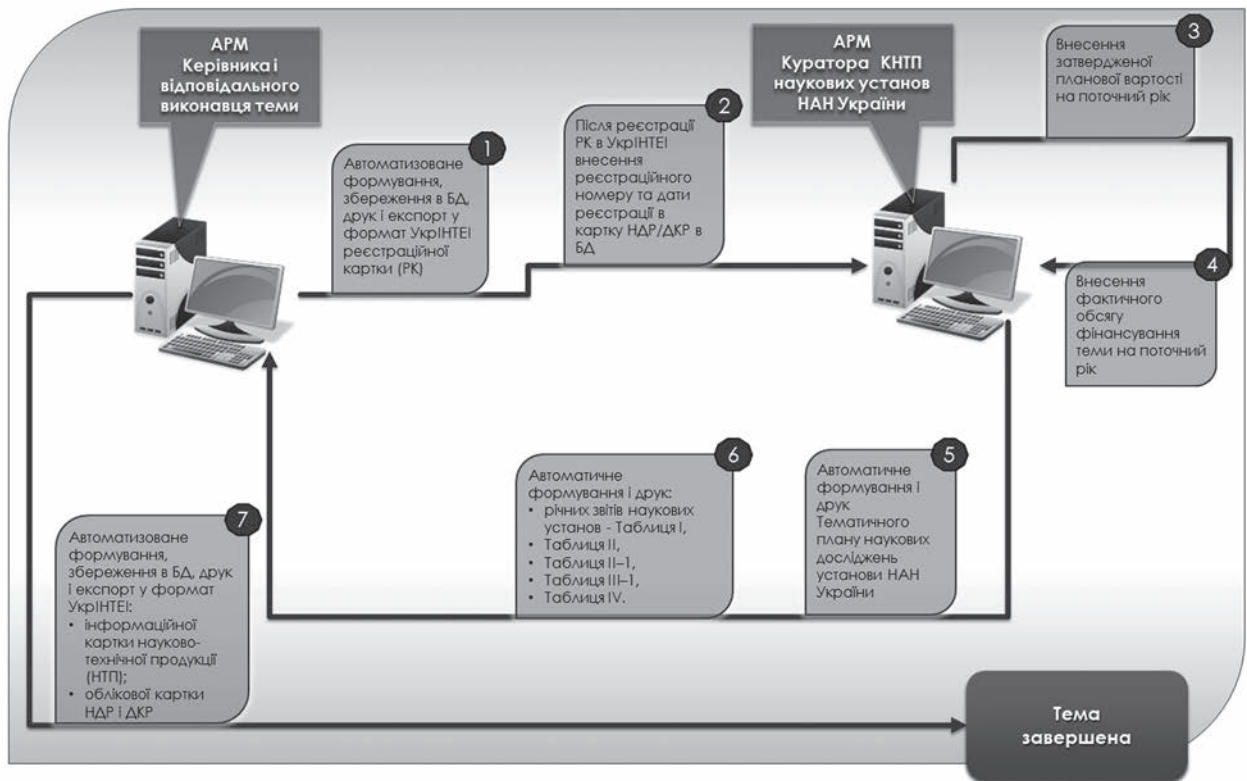 АРМ
Керівника і
відповідального
виконавця теми
1
Автоматизоване
формування,
збереження в БД,
друк і експорт у
формат УкрІНТЕІ
реєстраційної
картки (РК)
2
Після реєстрації
РК в УкрІНТЕІ
внесення
реєстраційного
номеру та дати
реєстрації в
картку НДР/ДКР в
БД
АРМ
Куратора КНТП
наукових установ
НАН України
3
Внесення
затвердженої
планової вартості
на поточний рік
4
Внесення
фактичного
обсягу
фінансування
теми на поточний
рік
5
Автоматичне
формування і
друк
Тематичного
плану наукових
досліджень
установи НАН
України
6
Автоматичне
формування і друк:
• річних звітів наукових
установ - Таблиця I,
• Таблиця II,
• Таблиця II–1,
• Таблиця III–1,
• Таблиця IV.
7
Автоматизоване
формування,
збереження в БД, друк
і експорт у формат
УкрІНТЕІ:
• інформаційної
картки науково-
технічної продукції
(НТП);
• облікової картки
НДР і ДКР
Тема
завершена